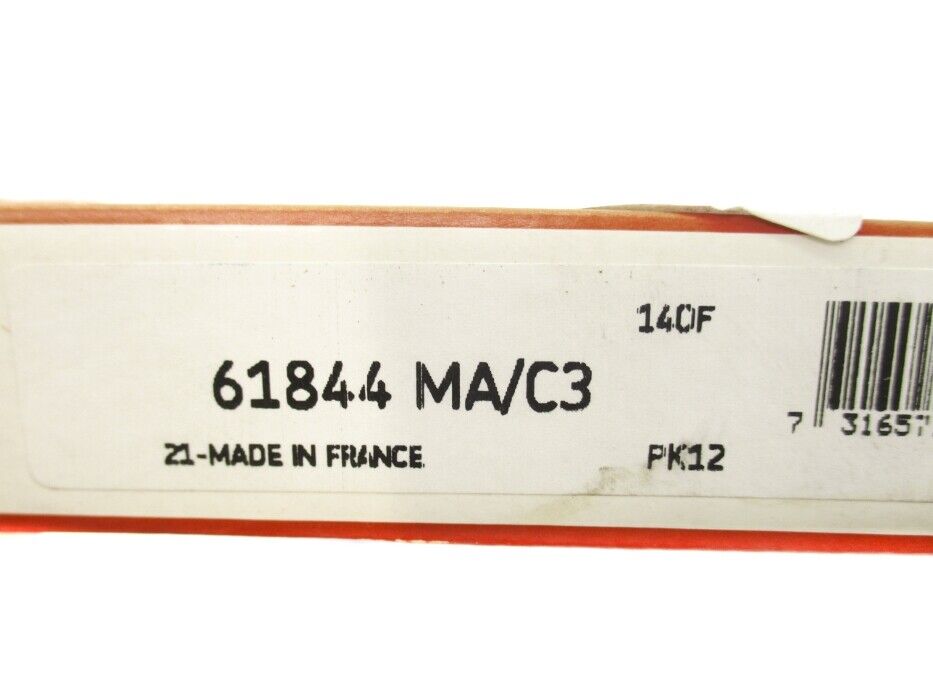 140F
61844 MA/C3
21-MADE IN FRANCE
PK12
7 31657